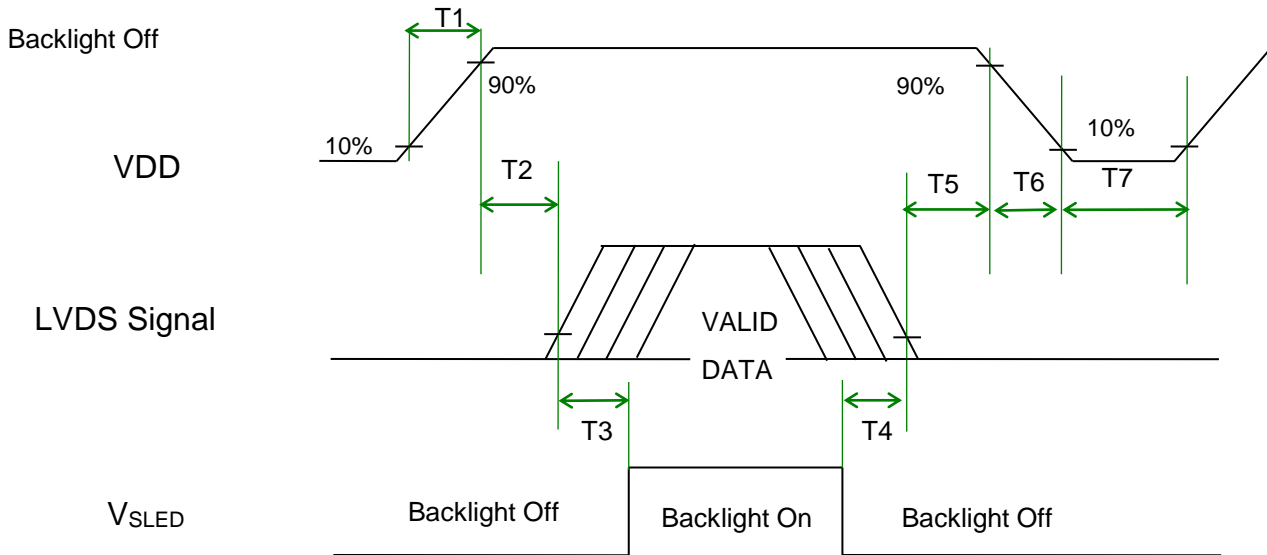 T1
Backlight Off
90%
90%
10%
10%
VDD
T2
T5
T6
T7
LVDS Signal
VALID
DATA
T3
T4
VSLED
Backlight Off
Backlight On
Backlight Off